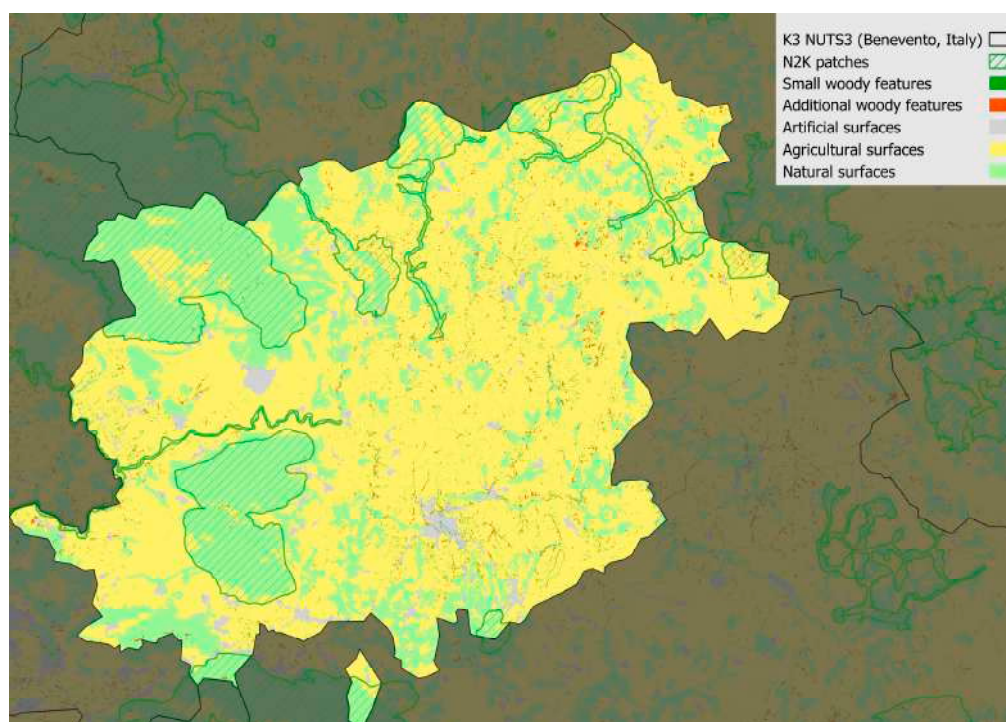 K3 NUTS3 (Benevento, Italy)
N2K patches
Small woody features
Additional woody features
Artificial surfaces
Agricultural surfaces
Natural surfaces